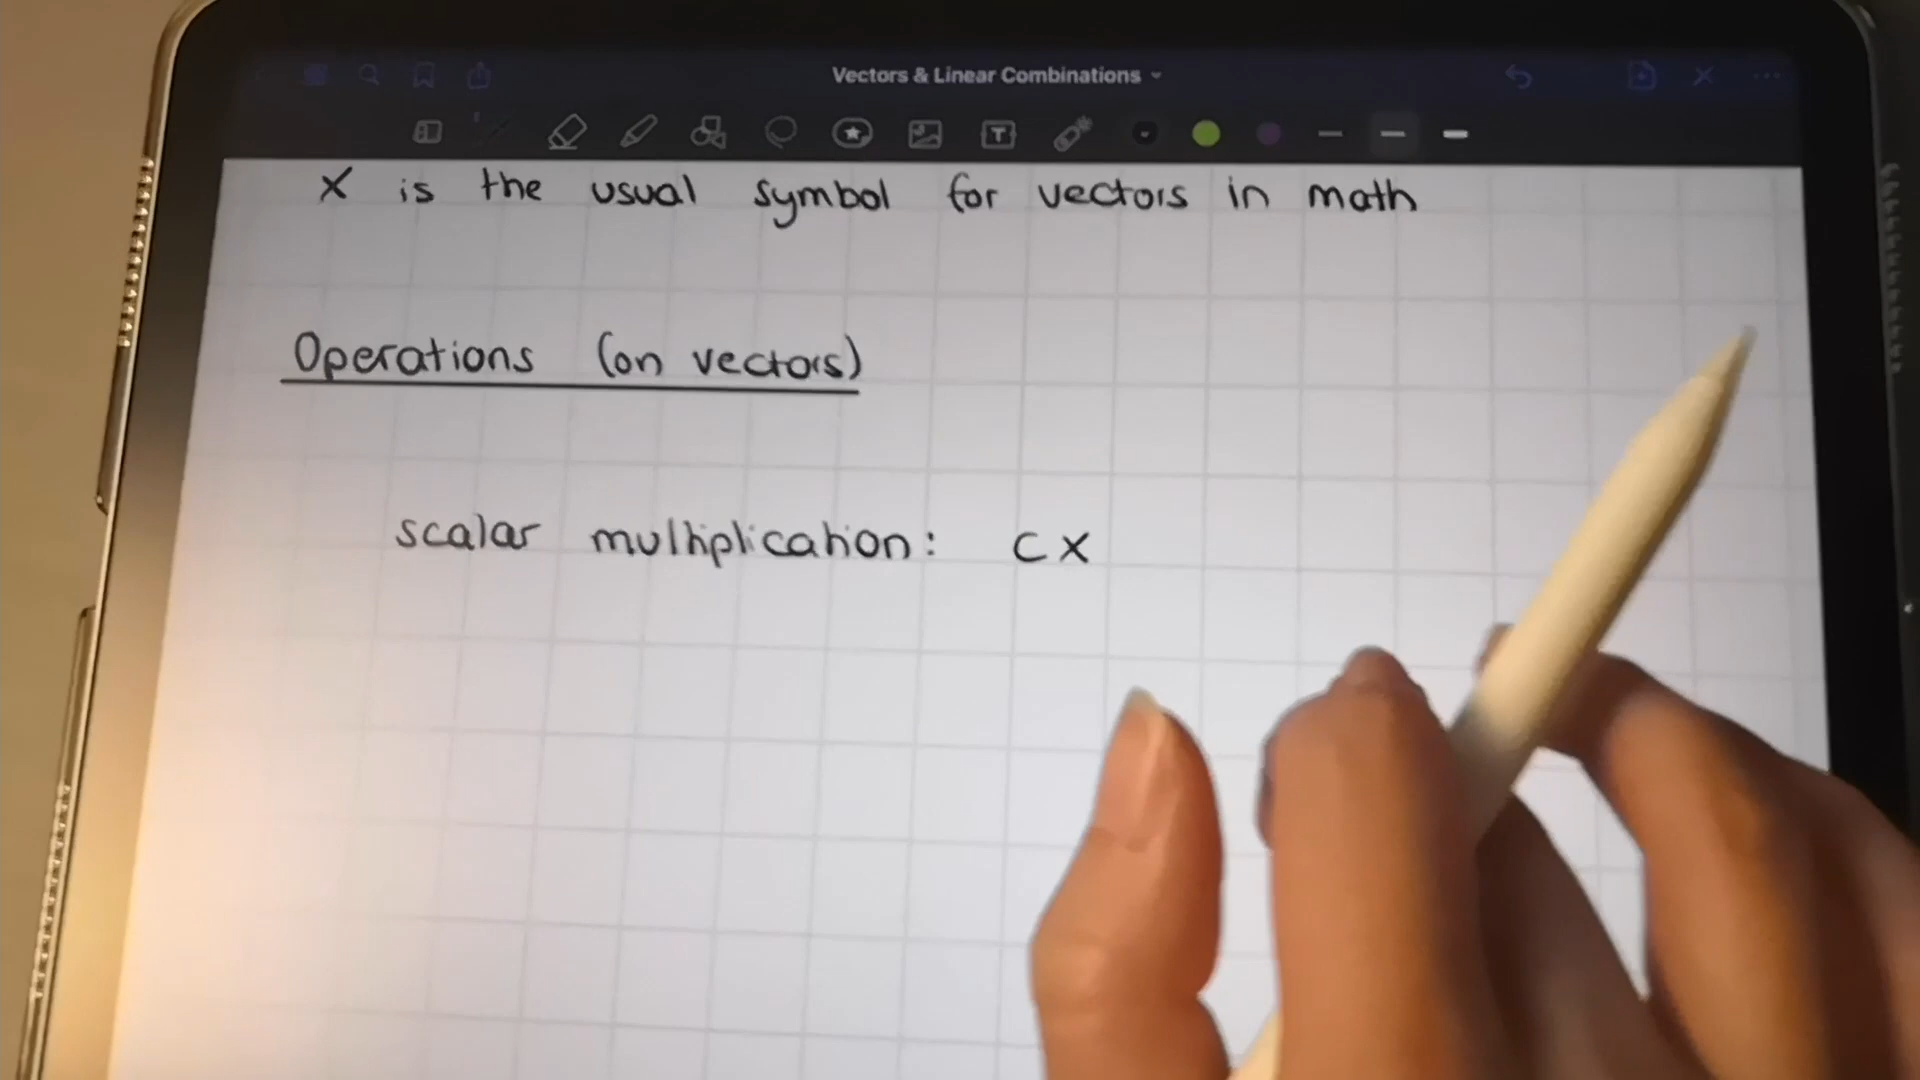 Vectors & Linear Combinations
x is the usual symbol for vectors in math
Operations (on vectors)
scalar multiplication: cx